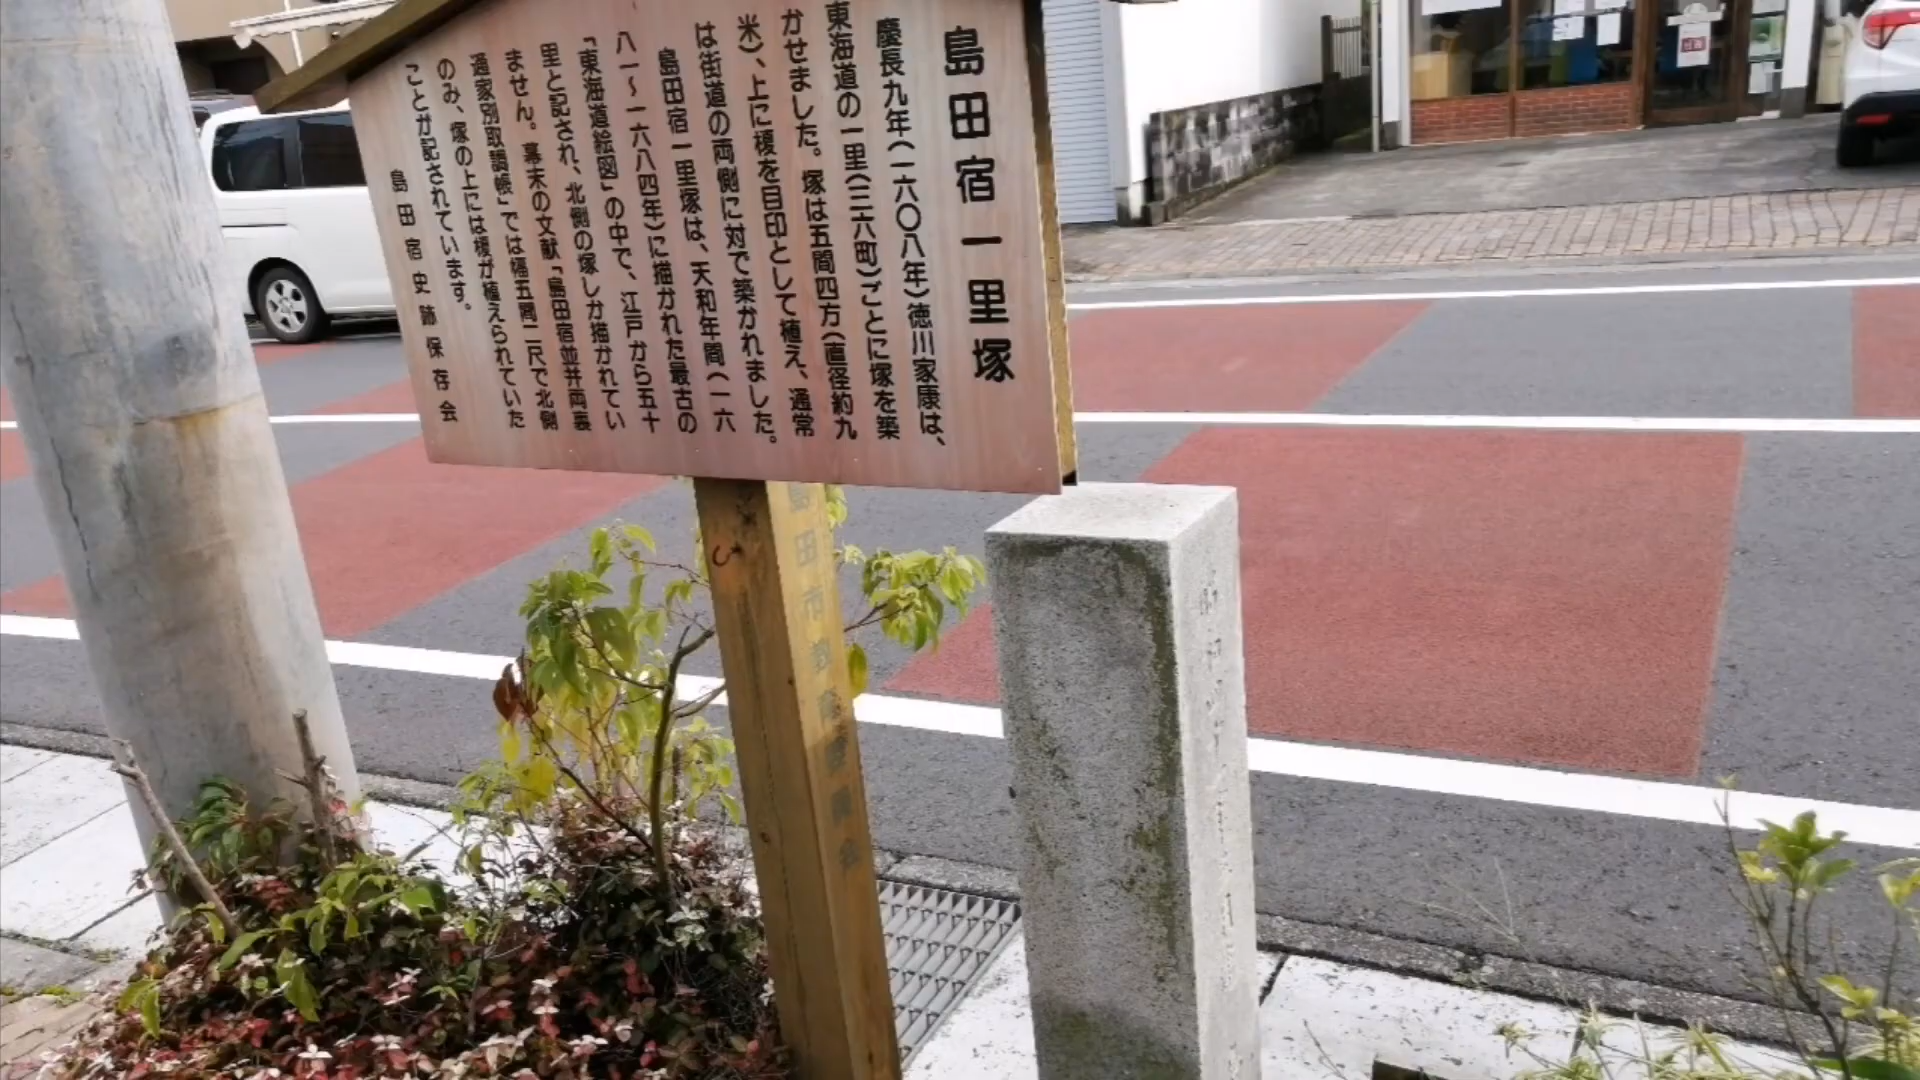 島田宿一里塚
慶長九年(一六〇八年)徳川家康は、
東海道の一里(三六町)ごとに塚を築
かせました。塚は五間四方(直径約九
米)、上に榎を目印として植え、通常
は街道の両側に対で築かれました。
島田宿一里塚は、天和年間(一六
八一〜一六八四年)に描かれた最古の
「東海道絵図」の中で、江戸から五十
里と記され、北側の塚しか描かれてい
ません。幕末の文献「島田宿並井両裏
通家別取調帳」では幅五間二尺で北側
のみ、塚の上には榎が植えられていた
ことが記されています。
島田宿史跡保存会
島田市教育委員会